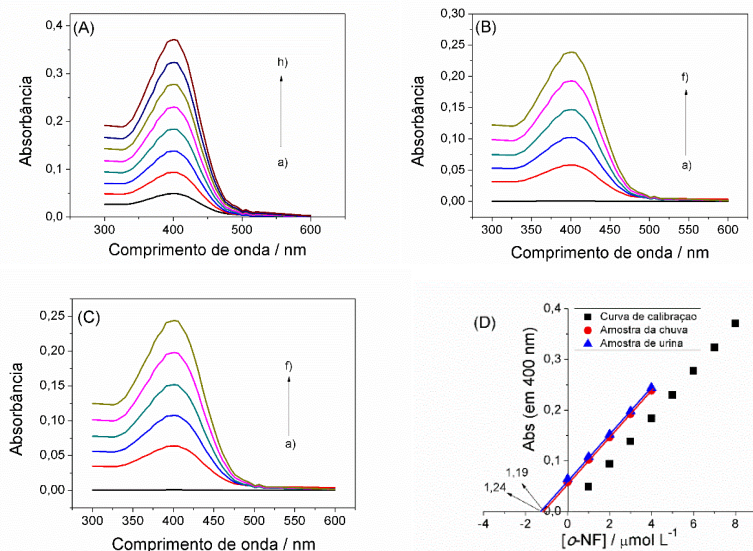 (A)
0,4
0,3
0,2
0,1
0,0
h)
a)
300 400 500 600
Absorbância
Comprimento de onda / nm
(B)
0,30
0,25
0,20
0,15
0,10
0,05
0,00
f)
a)
300 350 400 450 500 550 600
Absorbância
Comprimento de onda / nm
(C)
0,25
0,20
0,15
0,10
0,05
0,00
f)
a)
300 350 400 450 500 550 600
Absorbância
Comprimento de onda / nm
(D)
0,4
0,3
0,2
0,1
0,0
Curva de calibraçao
Amostra da chuva
Amostra de urina
1,19
1,24
-4 -2 0 2 4 6 8
Abs (em 400 nm)
[o-NF] / μmol L⁻¹